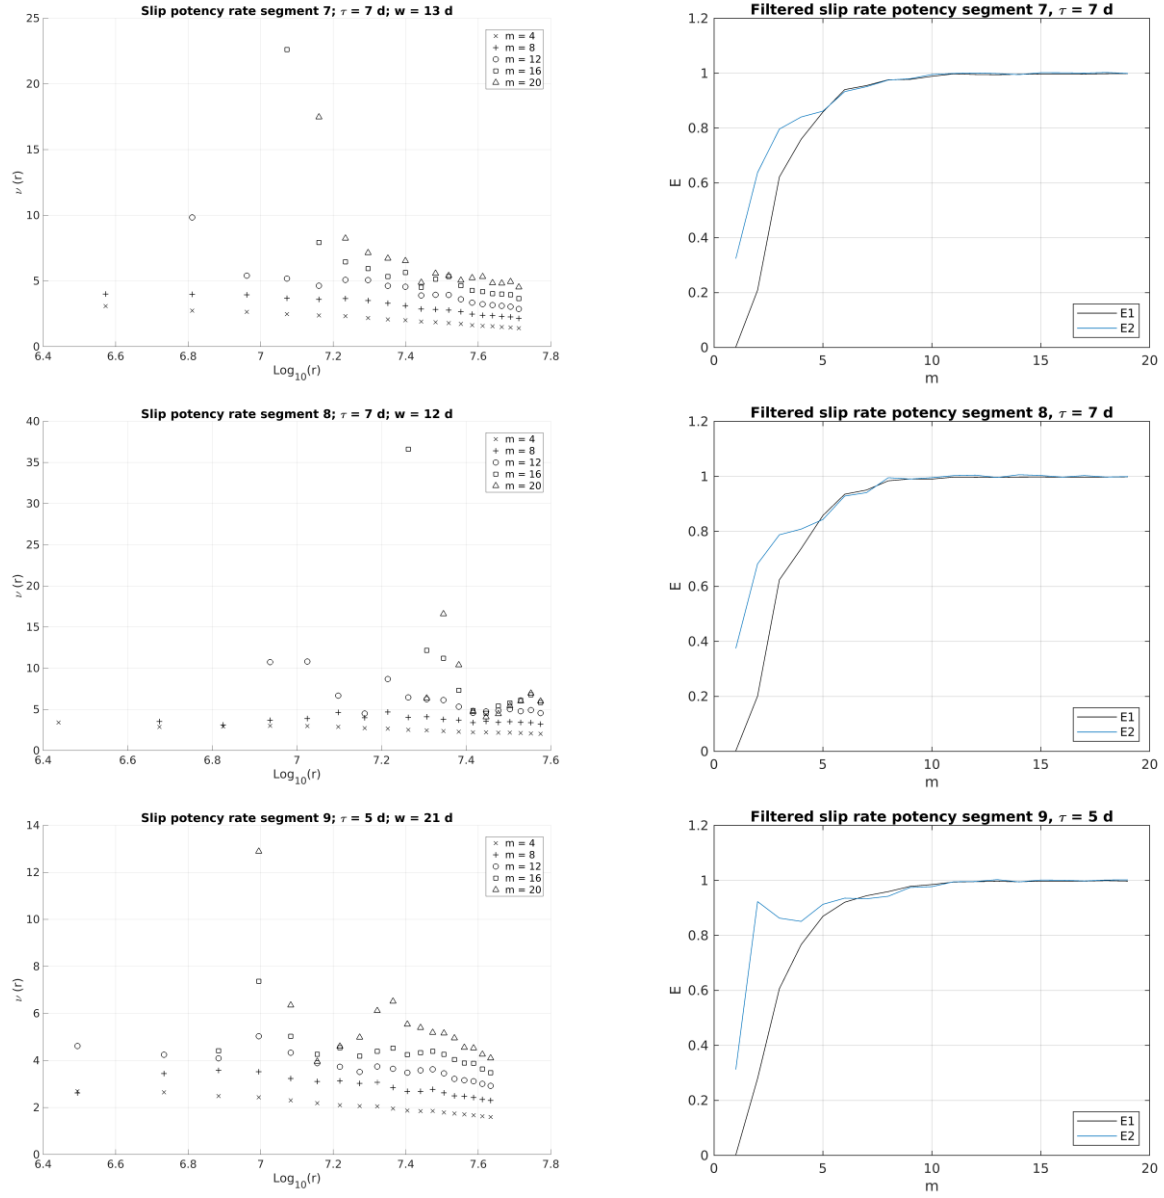 Slip potency rate segment 7; τ = 7 d; w = 13 d
25
20
15
10
5
0
ν (r)
6.4 6.6 6.8 7 7.2 7.4 7.6 7.8
Log10(r)
m = 4
m = 8
m = 12
m = 16
m = 20
Filtered slip rate potency segment 7, τ = 7 d
1.2
1
0.8
0.6
0.4
0.2
0
E
0 5 10 15 20
m
E1
E2
Slip potency rate segment 8; τ = 7 d; w = 12 d
40
35
30
25
20
15
10
5
0
ν (r)
6.4 6.6 6.8 7 7.2 7.4 7.6
Log10(r)
m = 4
m = 8
m = 12
m = 16
m = 20
Filtered slip rate potency segment 8, τ = 7 d
1.2
1
0.8
0.6
0.4
0.2
0
E
0 5 10 15 20
m
E1
E2
Slip potency rate segment 9; τ = 5 d; w = 21 d
14
12
10
8
6
4
2
0
ν (r)
6.4 6.6 6.8 7 7.2 7.4 7.6 7.8
Log10(r)
m = 4
m = 8
m = 12
m = 16
m = 20
Filtered slip rate potency segment 9, τ = 5 d
1.2
1
0.8
0.6
0.4
0.2
0
E
0 5 10 15 20
m
E1
E2